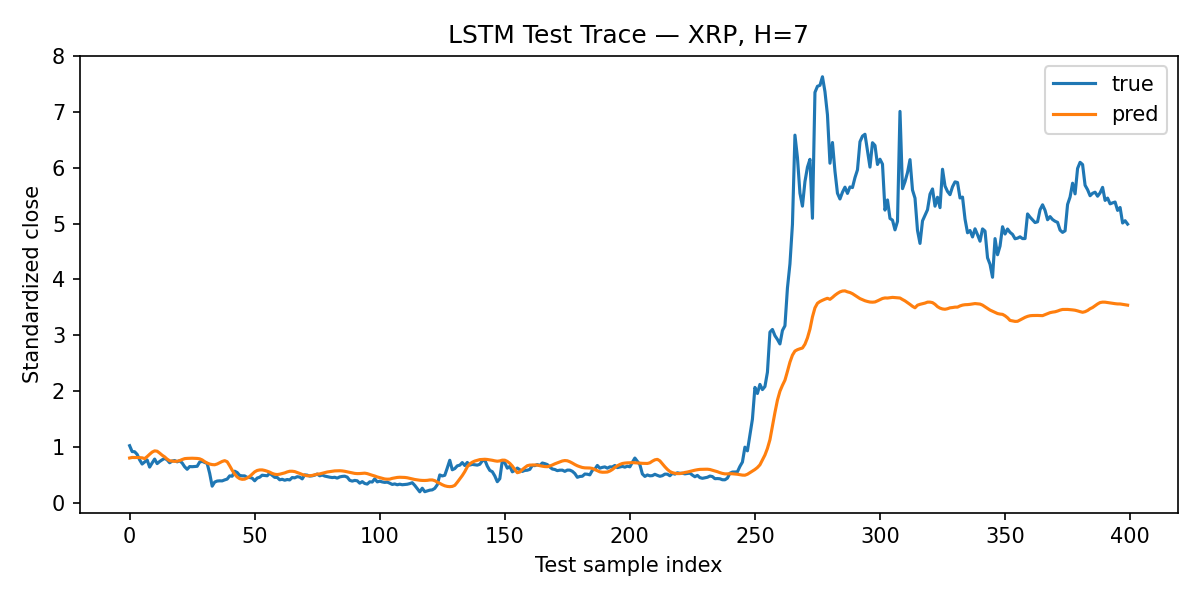 LSTM Test Trace — XRP, H=7
8
7
6
5
4
3
2
1
0
Standardized close
true
pred
0 50 100 150 200 250 300 350 400
Test sample index